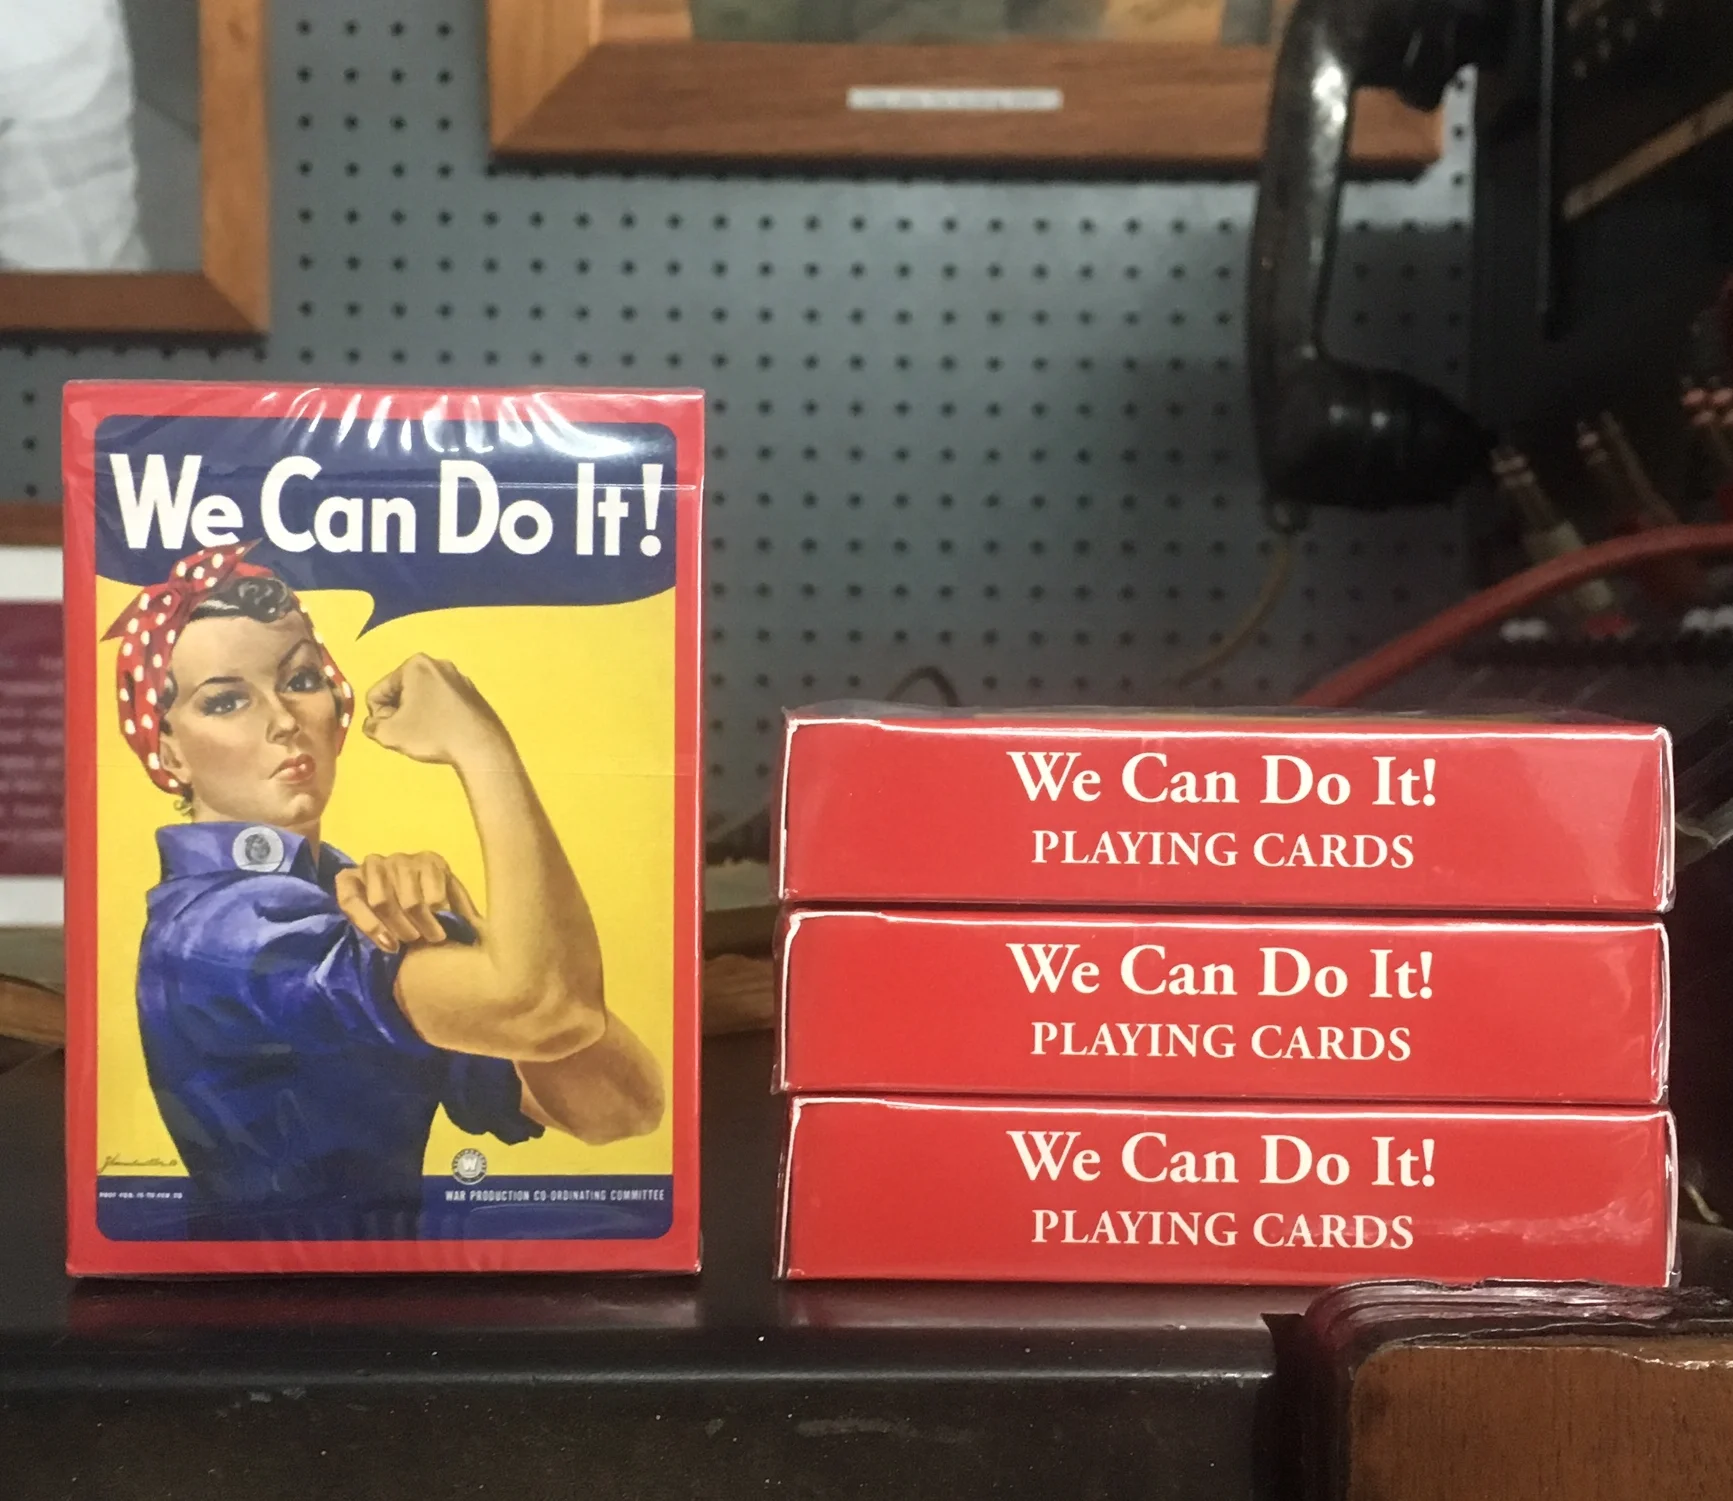 We Can Do It!
W
WAR PRODUCTION CO-ORDINATING COMMITTEE
We Can Do It!
PLAYING CARDS
We Can Do It!
PLAYING CARDS
We Can Do It!
PLAYING CARDS